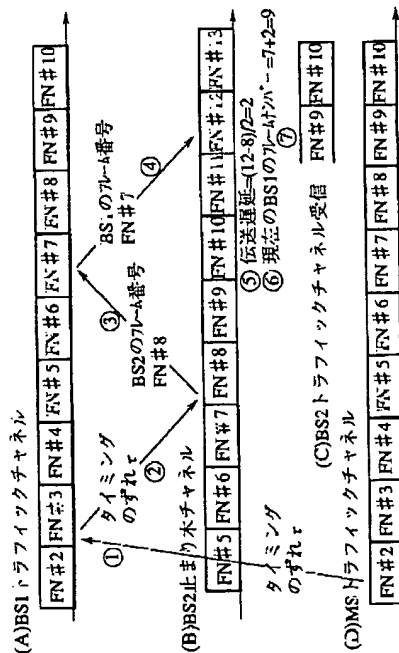 (A)BS1トラフィックチャネル
FN#2 FN#3 FN#4 FN#5 FN#6 FN#7 FN#8 FN#9 FN#10
①
タイミング
のずれτ
②
③
BS2のフレーム番号
FN#8
BS1のフレーム番号
FN#7
④
(B)BS2止まり木チャネル
FN#5 FN#6 FN#7 FN#8 FN#9 FN#10 FN#11 FN#12 FN#13
⑤ 伝送遅延=(12-8)/2=2
⑥ 現在のBS1のフレームナンバー=7+2=9
⑦
タイミング
のずれτ
(C)BS2トラフィックチャネル受信
FN#9 FN#10
(D)MSトラフィックチャネル
FN#2 FN#3 FN#4 FN#5 FN#6 FN#7 FN#8 FN#9 FN#10